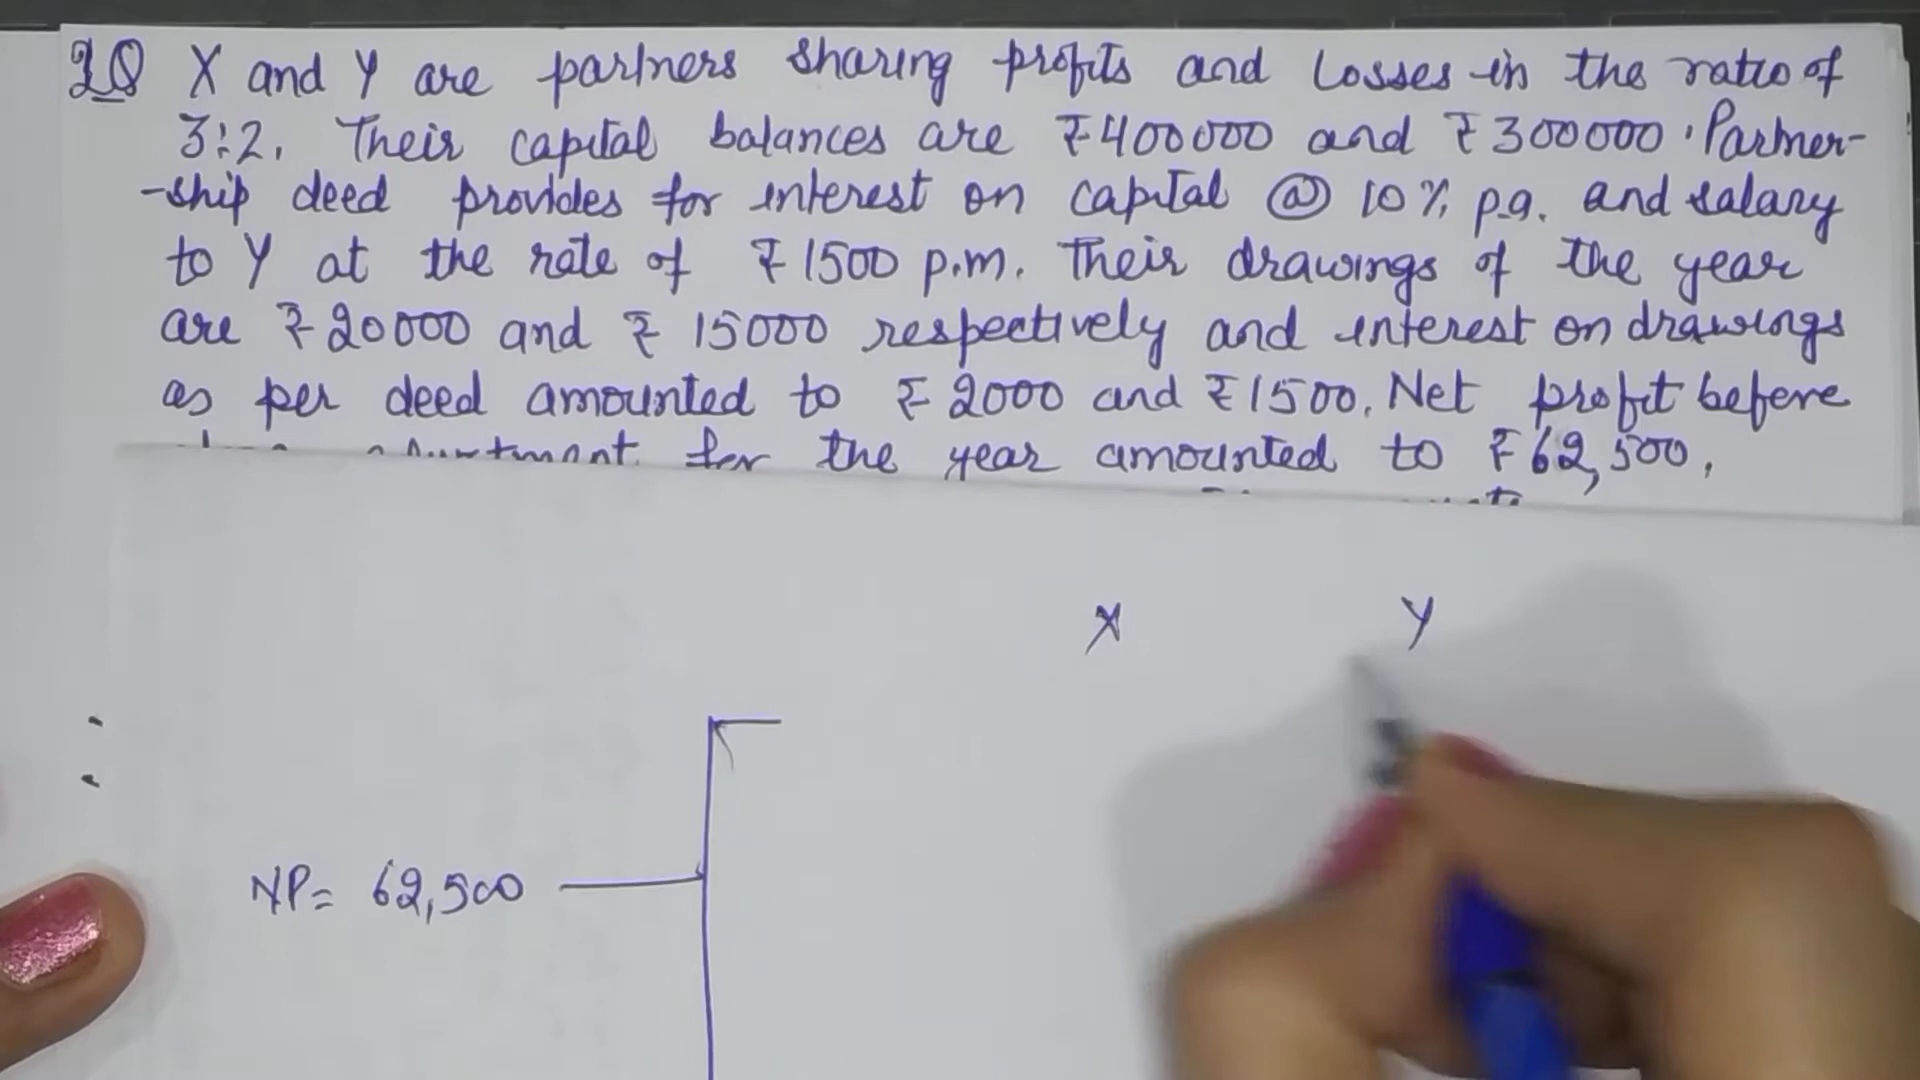 1Q X and Y are partners sharing profits and Losses in the ratio of
3:2. Their capital balances are ₹400000 and ₹300000. Partner-
-ship deed provides for interest on capital @ 10% p.a. and salary
to Y at the rate of ₹1500 p.m. Their drawings of the year
are ₹20000 and ₹15000 respectively and interest on drawings
as per deed amounted to ₹2000 and ₹1500. Net profit before
for the year amounted to ₹62,500.
X Y
NP= 62,500